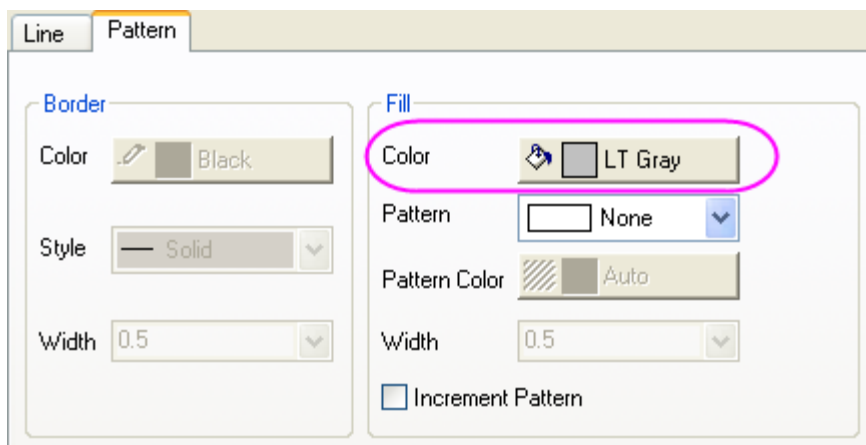 Line Pattern
Border
Color Black
Style Solid
Width 0.5
Fill
Color LT Gray
Pattern None
Pattern Color Auto
Width 0.5
Increment Pattern